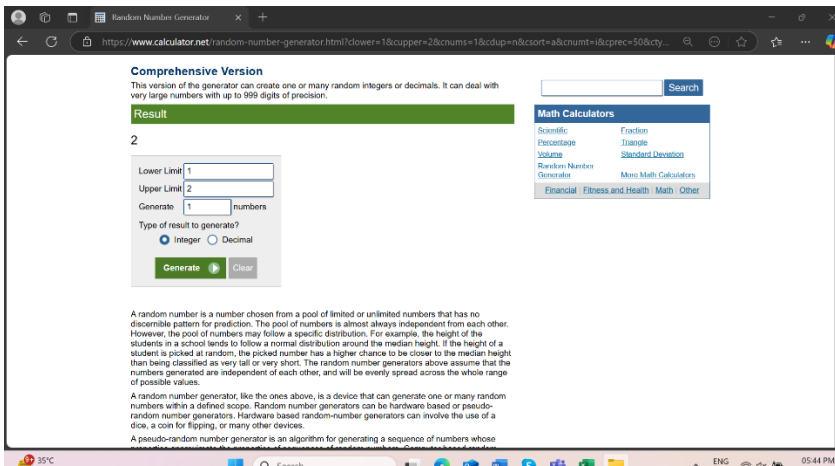 Random Number Generator
https://www.calculator.net/random-number-generator.html?clower=1&cupper=2&cnums=1&cdup=n&csort=a&cnumt=i&cprec=50&cty...
Comprehensive Version
This version of the generator can create one or many random integers or decimals. It can deal with
very large numbers with up to 999 digits of precision.
Search
Result
Math Calculators
2
Scientific Fraction
Percentage Triangle
Volume Standard Deviation
Random Number
Generator More Math Calculators
Financial | Fitness and Health | Math | Other
Lower Limit 1
Upper Limit 2
Generate 1 numbers
Type of result to generate?
Integer Decimal
Generate Clear
A random number is a number chosen from a pool of limited or unlimited numbers that has no
discernible pattern for prediction. The pool of numbers is almost always independent from each other.
However, the pool of numbers may follow a specific distribution. For example, the height of the
students in a school tends to follow a normal distribution around the median height. If the height of a
student is picked at random, the picked number has a higher chance to be closer to the median height
than being classified as very tall or very short. The random number generators above assume that the
numbers generated are independent of each other, and will be evenly spread across the whole range
of possible values.
A random number generator, like the ones above, is a device that can generate one or many random
numbers within a defined scope. Random number generators can be hardware based or pseudo-
random number generators. Hardware based random-number generators can involve the use of a
dice, a coin for flipping, or many other devices.
A pseudo-random number generator is an algorithm for generating a sequence of numbers whose
9+ 35°C
Search
ENG
05:44 PM